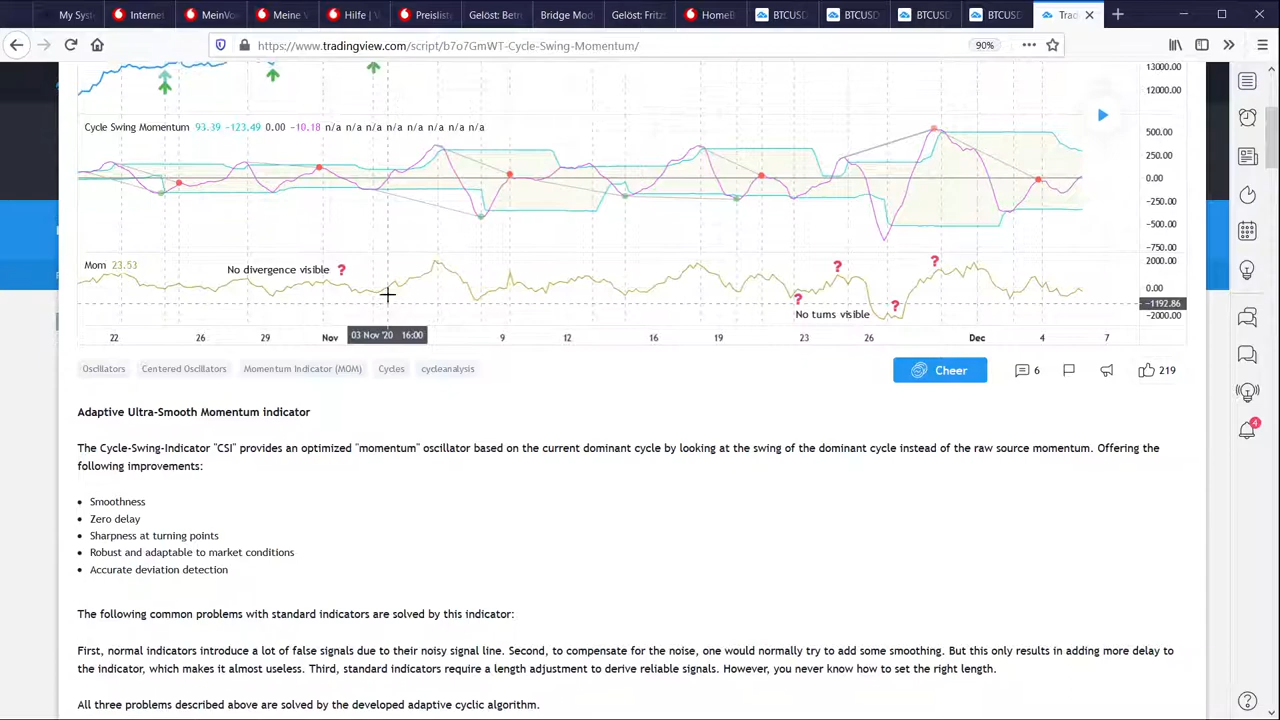 My Syst
Internet
MeinVo
Meine V
Hilfe |
Preislist
Gelöst: Betr
Bridge Mod
Gelöst: Fritz
HomeB
BTCUSD
BTCUSD
BTCUSD
BTCUSD
Trad
https://www.tradingview.com/script/b7o7GmWT-Cycle-Swing-Momentum/
90%
13000.00
12000.00
Cycle Swing Momentum 93.39 -123.49 0.00 -10.18 n/a n/a n/a n/a n/a n/a n/a n/a
500.00
250.00
0.00
-250.00
-500.00
-750.00
Mom 23.53
No divergence visible ?
? ? ? ?
No turns visible
2000.00
0.00
-1192.86
-2000.00
22 26 29 Nov 03 Nov '20 16:00 9 12 16 19 23 26 Dec 4 7
Oscillators Centered Oscillators Momentum Indicator (MOM) Cycles cycleanalysis
Cheer
6
219
4
Adaptive Ultra-Smooth Momentum indicator
The Cycle-Swing-Indicator "CSI" provides an optimized "momentum" oscillator based on the current dominant cycle by looking at the swing of the dominant cycle instead of the raw source momentum. Offering the
following improvements:
• Smoothness
• Zero delay
• Sharpness at turning points
• Robust and adaptable to market conditions
• Accurate deviation detection
The following common problems with standard indicators are solved by this indicator:
First, normal indicators introduce a lot of false signals due to their noisy signal line. Second, to compensate for the noise, one would normally try to add some smoothing. But this only results in adding more delay to
the indicator, which makes it almost useless. Third, standard indicators require a length adjustment to derive reliable signals. However, you never know how to set the right length.
All three problems described above are solved by the developed adaptive cyclic algorithm.